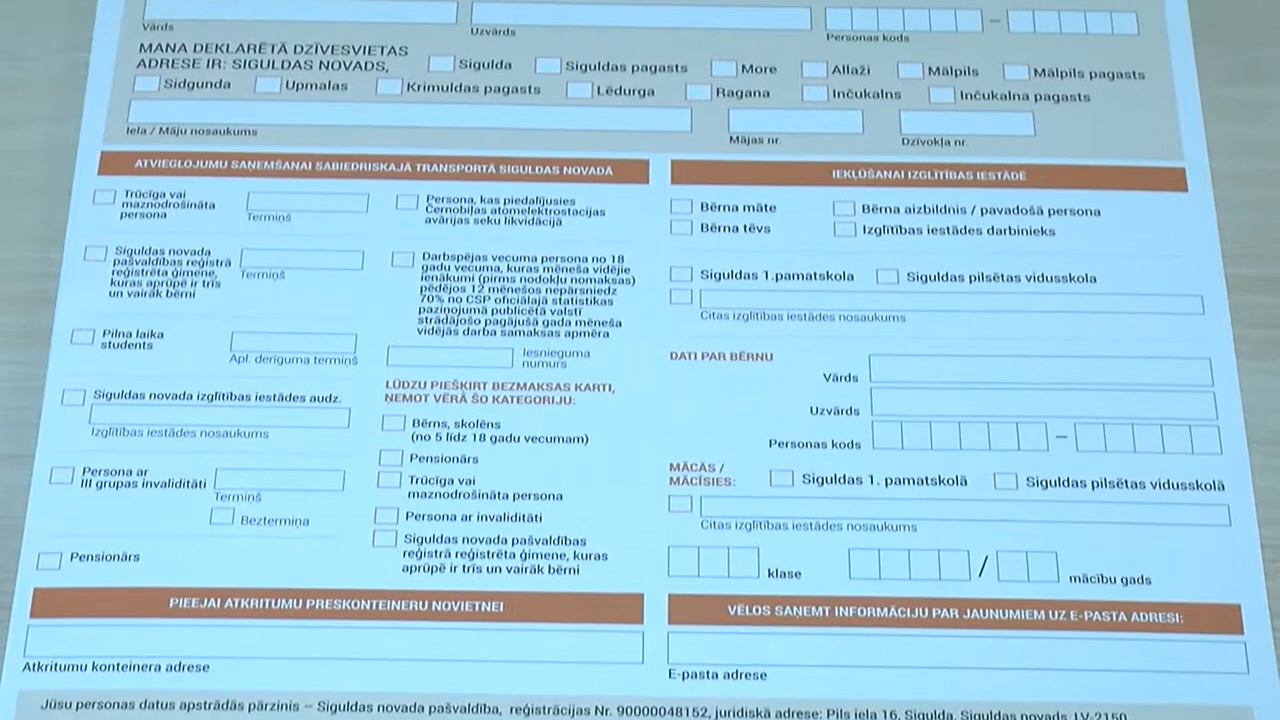 Vārds
Uzvārds
Personas kods
MANA DEKLARĒTĀ DZĪVESVIETAS
ADRESE IR: SIGULDAS NOVADS,
Sigulda
Siguldas pagasts
More
Allaži
Mālpils
Mālpils pagasts
Sidgunda
Upmalas
Krimuldas pagasts
Lēdurga
Ragana
Inčukalns
Inčukalna pagasts
Iela / Māju nosaukums
Mājas nr.
Dzīvokļa nr.
ATVIEGLOJUMU SAŅEMŠANAI SABIEDRISKAJĀ TRANSPORTĀ SIGULDAS NOVADĀ
Trūcīga vai
maznodrošināta
persona
Termiņš
Siguldas novada
pašvaldības reģistrā
reģistrēta ģimene,
kuras aprūpē ir trīs
un vairāk bērni
Termiņš
Pilna laika
students
Apl. derīguma termiņš
Siguldas novada izglītības iestādes audz.
Izglītības iestādes nosaukums
Persona ar
III grupas invaliditāti
Termiņš
Beztermiņa
Pensionārs
Persona, kas piedalījusies
Černobiļas atomelektrostacijas
avārijas seku likvidācijā
Darbspējas vecuma persona no 18
gadu vecuma, kuras mēneša vidējie
ienākumi (pirms nodokļu nomaksas)
pēdējos 12 mēnešos nepārsniedz
70% no CSP oficiālajā statistikas
paziņojumā publicētā valstī
strādājošo pagājušā gada mēneša
vidējās darba samaksas apmēra
Iesnieguma
numurs
LŪDZU PIEŠĶIRT BEZMAKSAS KARTI,
ŅEMOT VĒRĀ ŠO KATEGORIJU:
Bērns, skolēns
(no 5 līdz 18 gadu vecumam)
Pensionārs
Trūcīga vai
maznodrošināta persona
Persona ar invaliditāti
Siguldas novada pašvaldības
reģistrā reģistrēta ģimene, kuras
aprūpē ir trīs un vairāk bērni
IEKĻŪŠANAI IZGLĪTĪBAS IESTĀDĒ
Bērna māte
Bērna aizbildnis / pavadošā persona
Bērna tēvs
Izglītības iestādes darbinieks
Siguldas 1.pamatskola
Siguldas pilsētas vidusskola
Citas izglītības iestādes nosaukums
DATI PAR BĒRNU
Vārds
Uzvārds
Personas kods
MĀCĀS /
MĀCĪSIES:
Siguldas 1. pamatskolā
Siguldas pilsētas vidusskolā
Citas izglītības iestādes nosaukums
klase
/
mācību gads
PIEEJAI ATKRITUMU PRESKONTEINERU NOVIETNEI
Atkritumu konteinera adrese
VĒLOS SAŅEMT INFORMĀCIJU PAR JAUNUMIEM UZ E-PASTA ADRESI:
E-pasta adrese
Jūsu personas datus apstrādās pārzinis – Siguldas novada pašvaldība, reģistrācijas Nr. 90000048152, juridiskā adrese: Pils iela 16, Sigulda, Siguldas novads, LV-2150